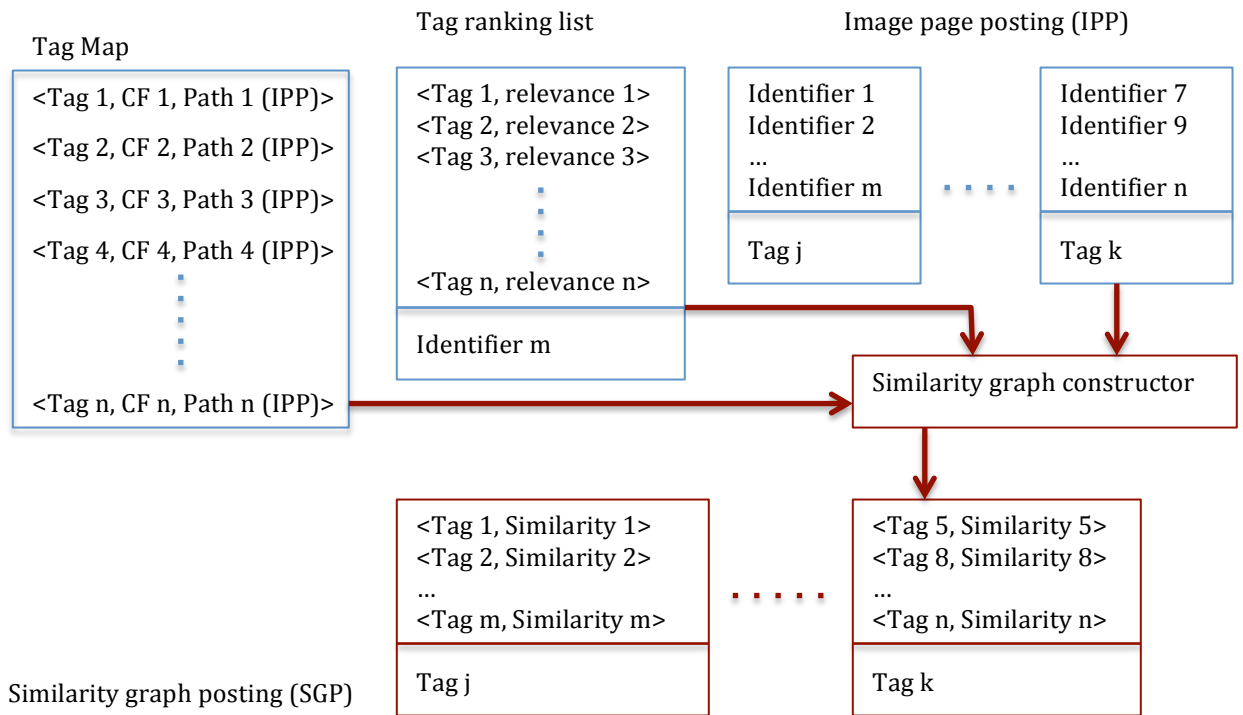 Tag Map
<Tag 1, CF 1, Path 1 (IPP)>
<Tag 2, CF 2, Path 2 (IPP)>
<Tag 3, CF 3, Path 3 (IPP)>
<Tag 4, CF 4, Path 4 (IPP)>
<Tag n, CF n, Path n (IPP)>
Tag ranking list
<Tag 1, relevance 1>
<Tag 2, relevance 2>
<Tag 3, relevance 3>
<Tag n, relevance n>
Identifier m
Image page posting (IPP)
Identifier 1
Identifier 2
...
Identifier m
Tag j
Identifier 7
Identifier 9
...
Identifier n
Tag k
Similarity graph constructor
<Tag 1, Similarity 1>
<Tag 2, Similarity 2>
...
<Tag m, Similarity m>
Tag j
<Tag 5, Similarity 5>
<Tag 8, Similarity 8>
...
<Tag n, Similarity n>
Tag k
Similarity graph posting (SGP)